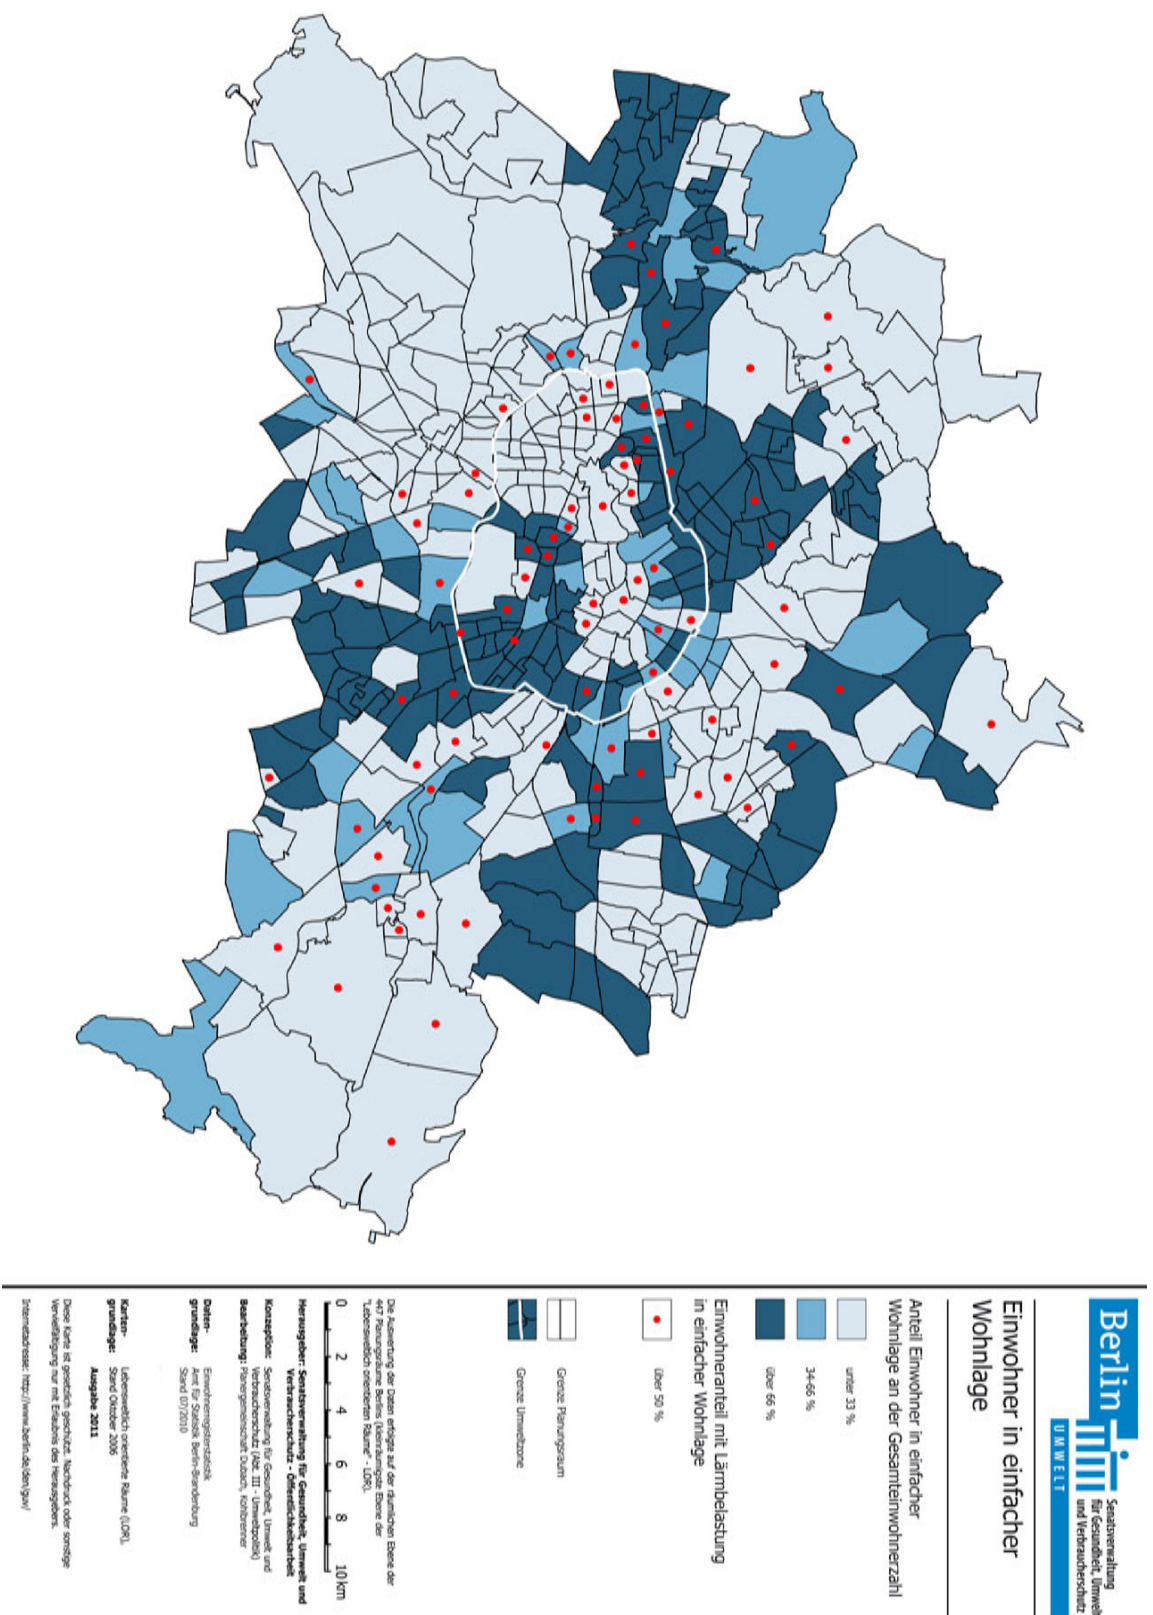 Berlin
Senatsverwaltung
für Gesundheit, Umwelt
und Verbraucherschutz
UMWELT
Einwohner in einfacher
Wohnlage
Anteil Einwohner in einfacher
Wohnlage an der Gesamteinwohnerzahl
unter 33 %
34-66 %
über 66 %
Einwohneranteil mit Lärmbelastung
in einfacher Wohnlage
über 50 %
Grenze Planungsraum
Grenze Umweltzone
Die Auswertung der Daten erfolgte auf der räumlichen Ebene der
447 Planungsräume Berlins (kleinräumigste Ebene der
"Lebensweltlich orientierten Räume" - LOR).
0 2 4 6 8 10 km
Herausgeber: Senatsverwaltung für Gesundheit, Umwelt und
Verbraucherschutz - Öffentlichkeitsarbeit
Konzeption: Senatsverwaltung für Gesundheit, Umwelt und
Verbraucherschutz (Abt. III - Umweltpolitik)
Bearbeitung: Planergemeinschaft Dubach, Kohlbrenner
Daten- Einwohnerregisterstatistik
grundlage: Amt für Statistik Berlin-Brandenburg
Stand 07/2010
Karten- Lebensweltlich orientierte Räume (LOR),
grundlage: Stand Oktober 2006
Ausgabe 2011
Diese Karte ist gesetzlich geschützt. Nachdruck oder sonstige
Vervielfältigung nur mit Erlaubnis des Herausgebers.
Internetadresse: http://www.berlin.de/sen/guv/